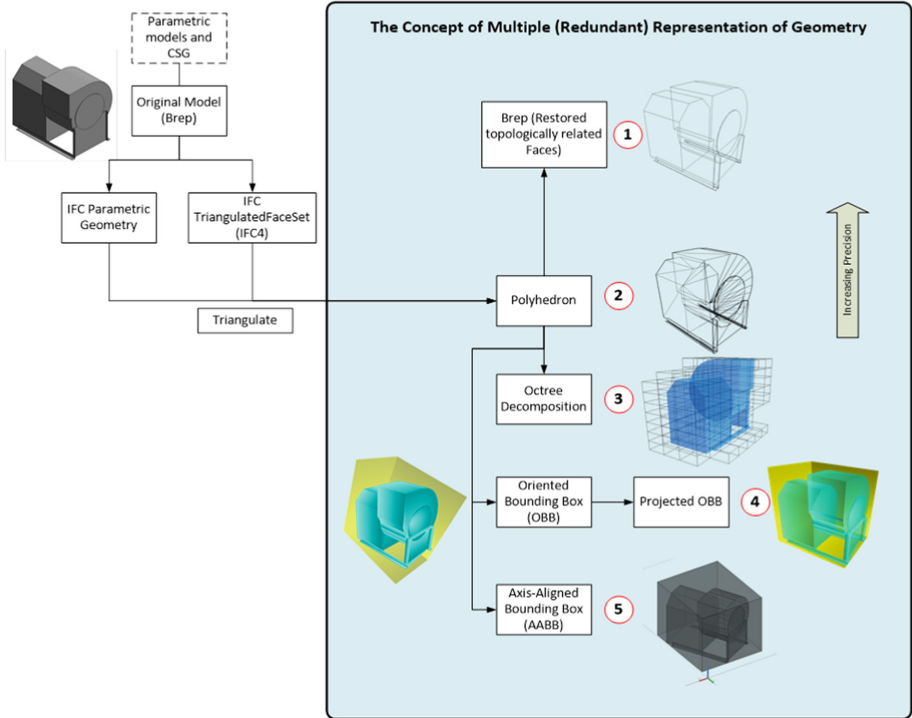 The Concept of Multiple (Redundant) Representation of Geometry
Parametric
models and
CSG
Original Model
(Brep)
IFC Parametric
Geometry
IFC
TriangulatedFaceSet
(IFC4)
Triangulate
Brep (Restored
topologically related
Faces)
1
Increasing Precision
Polyhedron
2
Octree
Decomposition
3
Oriented
Bounding Box
(OBB)
Projected OBB
4
Axis-Aligned
Bounding Box
(AABB)
5